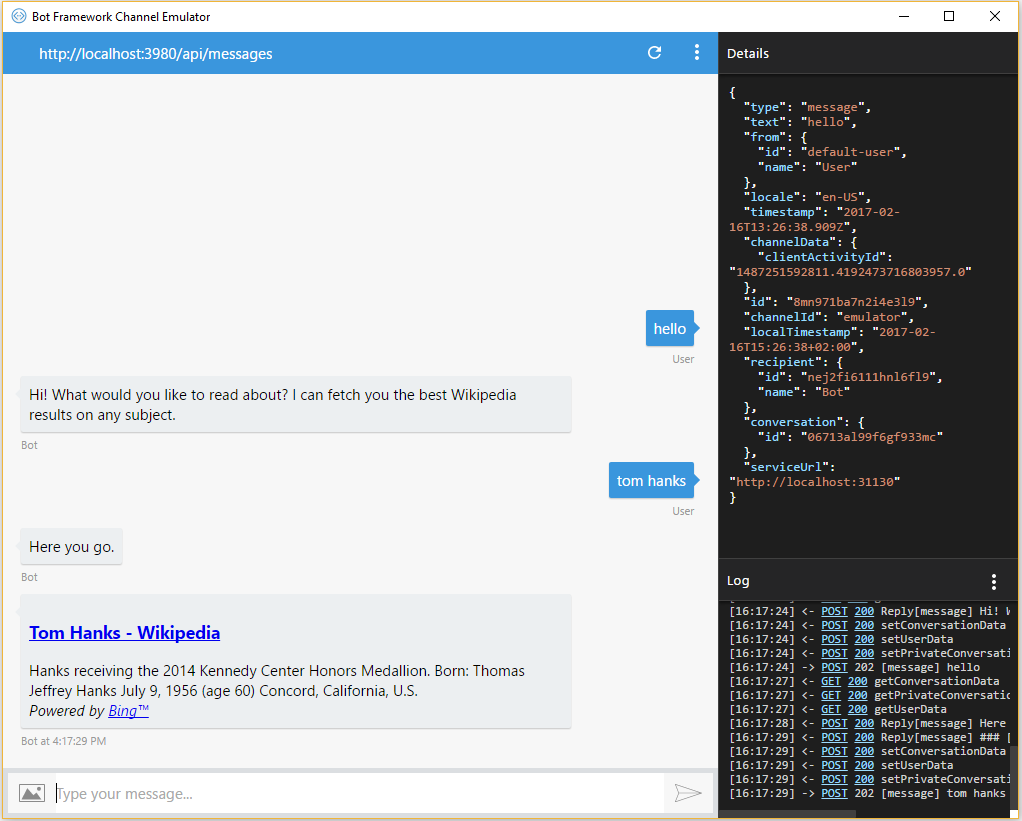 Bot Framework Channel Emulator
http://localhost:3980/api/messages
hello
User
Hi! What would you like to read about? I can fetch you the best Wikipedia
results on any subject.
Bot
tom hanks
User
Here you go.
Bot
Tom Hanks - Wikipedia
Hanks receiving the 2014 Kennedy Center Honors Medallion. Born: Thomas
Jeffrey Hanks July 9, 1956 (age 60) Concord, California, U.S.
Powered by Bing™
Bot at 4:17:29 PM
Type your message...
Details
{
"type": "message",
"text": "hello",
"from": {
"id": "default-user",
"name": "User"
},
"locale": "en-US",
"timestamp": "2017-02-
16T13:26:38.909Z",
"channelData": {
"clientActivityId":
"1487251592811.4192473716803957.0"
},
"id": "8mn971ba7n2i4e3l9",
"channelId": "emulator",
"localTimestamp": "2017-02-
16T15:26:38+02:00",
"recipient": {
"id": "nej2fi6111hnl6fl9",
"name": "Bot"
},
"conversation": {
"id": "06713al99f6gf933mc"
},
"serviceUrl":
"http://localhost:31130"
}
Log
[16:17:24] <- POST 200 Reply[message] Hi!
[16:17:24] <- POST 200 setConversationData
[16:17:24] <- POST 200 setUserData
[16:17:24] <- POST 200 setPrivateConversati
[16:17:24] -> POST 202 [message] hello
[16:17:27] <- GET 200 getConversationData
[16:17:27] <- GET 200 getPrivateConversatio
[16:17:27] <- GET 200 getUserData
[16:17:28] <- POST 200 Reply[message] Here
[16:17:29] <- POST 200 Reply[message] ### [
[16:17:29] <- POST 200 setConversationData
[16:17:29] <- POST 200 setUserData
[16:17:29] <- POST 200 setPrivateConversati
[16:17:29] -> POST 202 [message] tom hanks